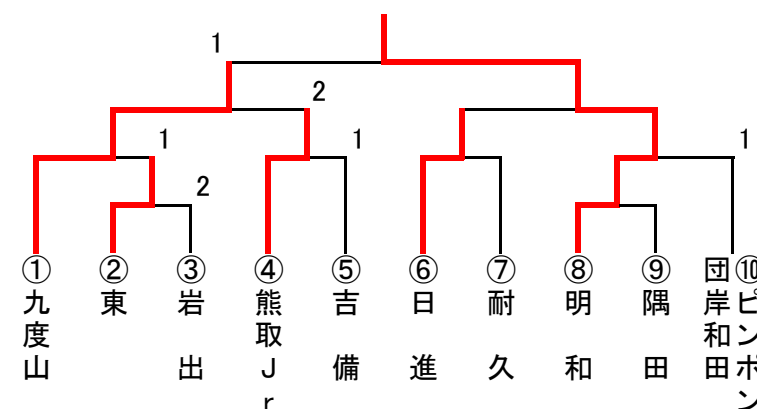 1
2
1
1
1
2
①九度山
②東
③岩出
④熊取Jr
⑤吉備
⑥日進
⑦耐久
⑧明和
⑨隅田
⑩ピンポン
団岸和田